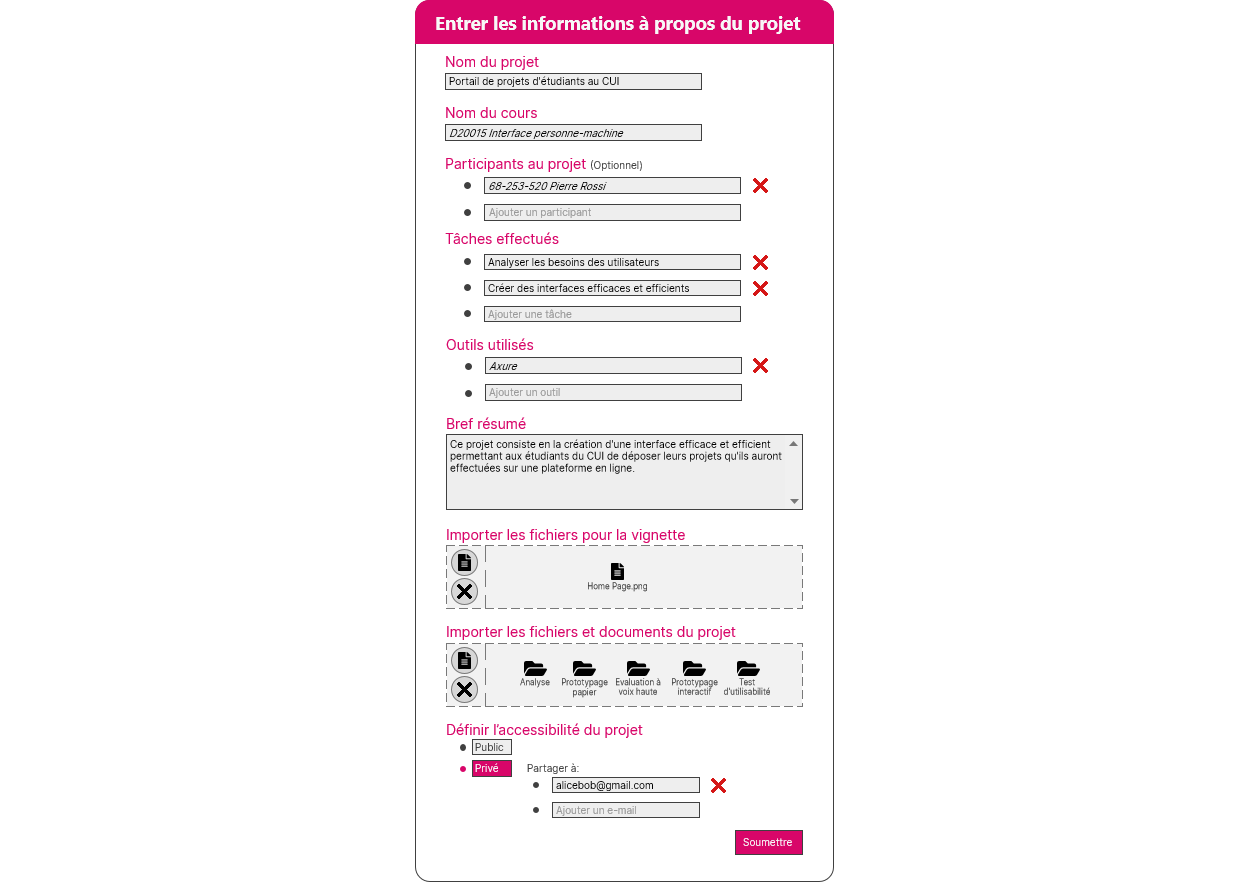 Entrer les informations à propos du projet
Nom du projet
Portail de projets d'étudiants au CUI
Nom du cours
D20015 Interface personne-machine
Participants au projet (Optionnel)
68-253-520 Pierre Rossi
Ajouter un participant
Tâches effectués
Analyser les besoins des utilisateurs
Créer des interfaces efficaces et efficients
Ajouter une tâche
Outils utilisés
Axure
Ajouter un outil
Bref résumé
Ce projet consiste en la création d'une interface efficace et efficient
permettant aux étudiants du CUI de déposer leurs projets qu'ils auront
effectuées sur une plateforme en ligne.
Importer les fichiers pour la vignette
Home Page.png
Importer les fichiers et documents du projet
Analyse
Prototypage
papier
Evaluation à
voix haute
Prototypage
interactif
Test
d'utilisabilité
Définir l'accessibilité du projet
Public
Privé
Partager à:
alicebob@gmail.com
Ajouter un e-mail
Soumettre